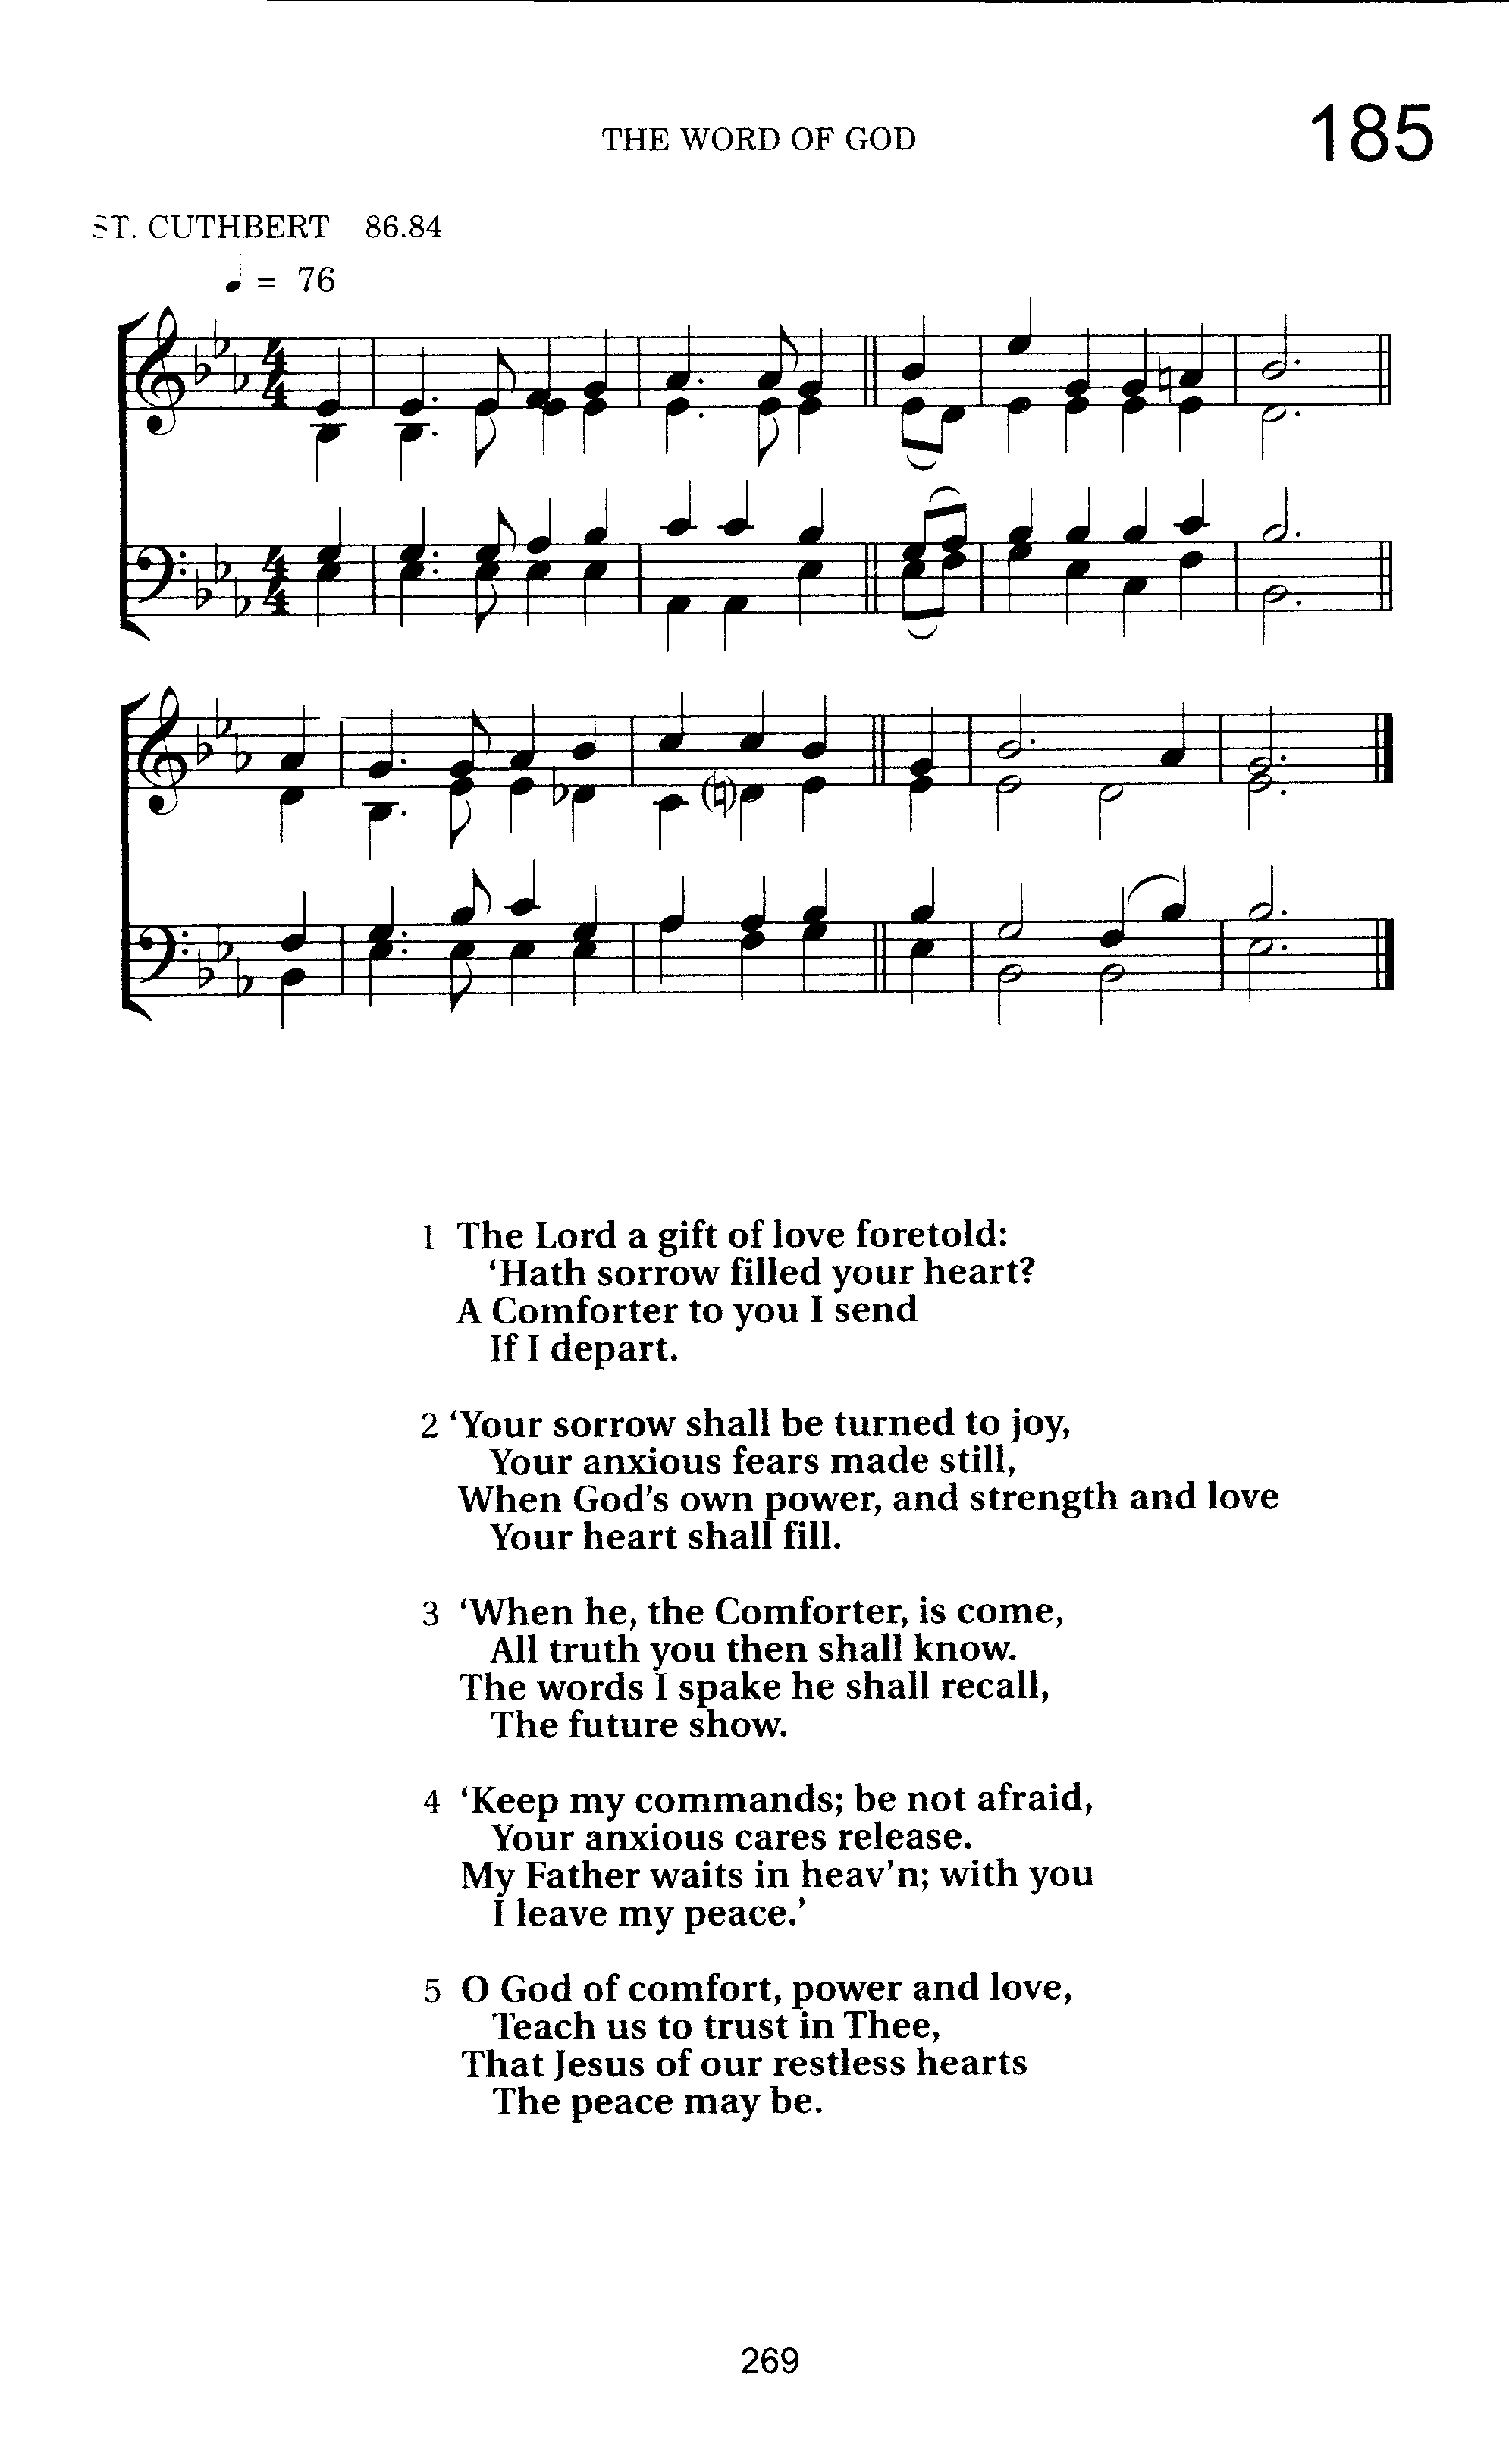 THE WORD OF GOD
185
ST. CUTHBERT 86.84
♩ = 76
1 The Lord a gift of love foretold:
‘Hath sorrow filled your heart?
A Comforter to you I send
If I depart.
2 ‘Your sorrow shall be turned to joy,
Your anxious fears made still,
When God’s own power, and strength and love
Your heart shall fill.
3 ‘When he, the Comforter, is come,
All truth you then shall know.
The words I spake he shall recall,
The future show.
4 ‘Keep my commands; be not afraid,
Your anxious cares release.
My Father waits in heav’n; with you
I leave my peace.’
5 O God of comfort, power and love,
Teach us to trust in Thee,
That Jesus of our restless hearts
The peace may be.
269